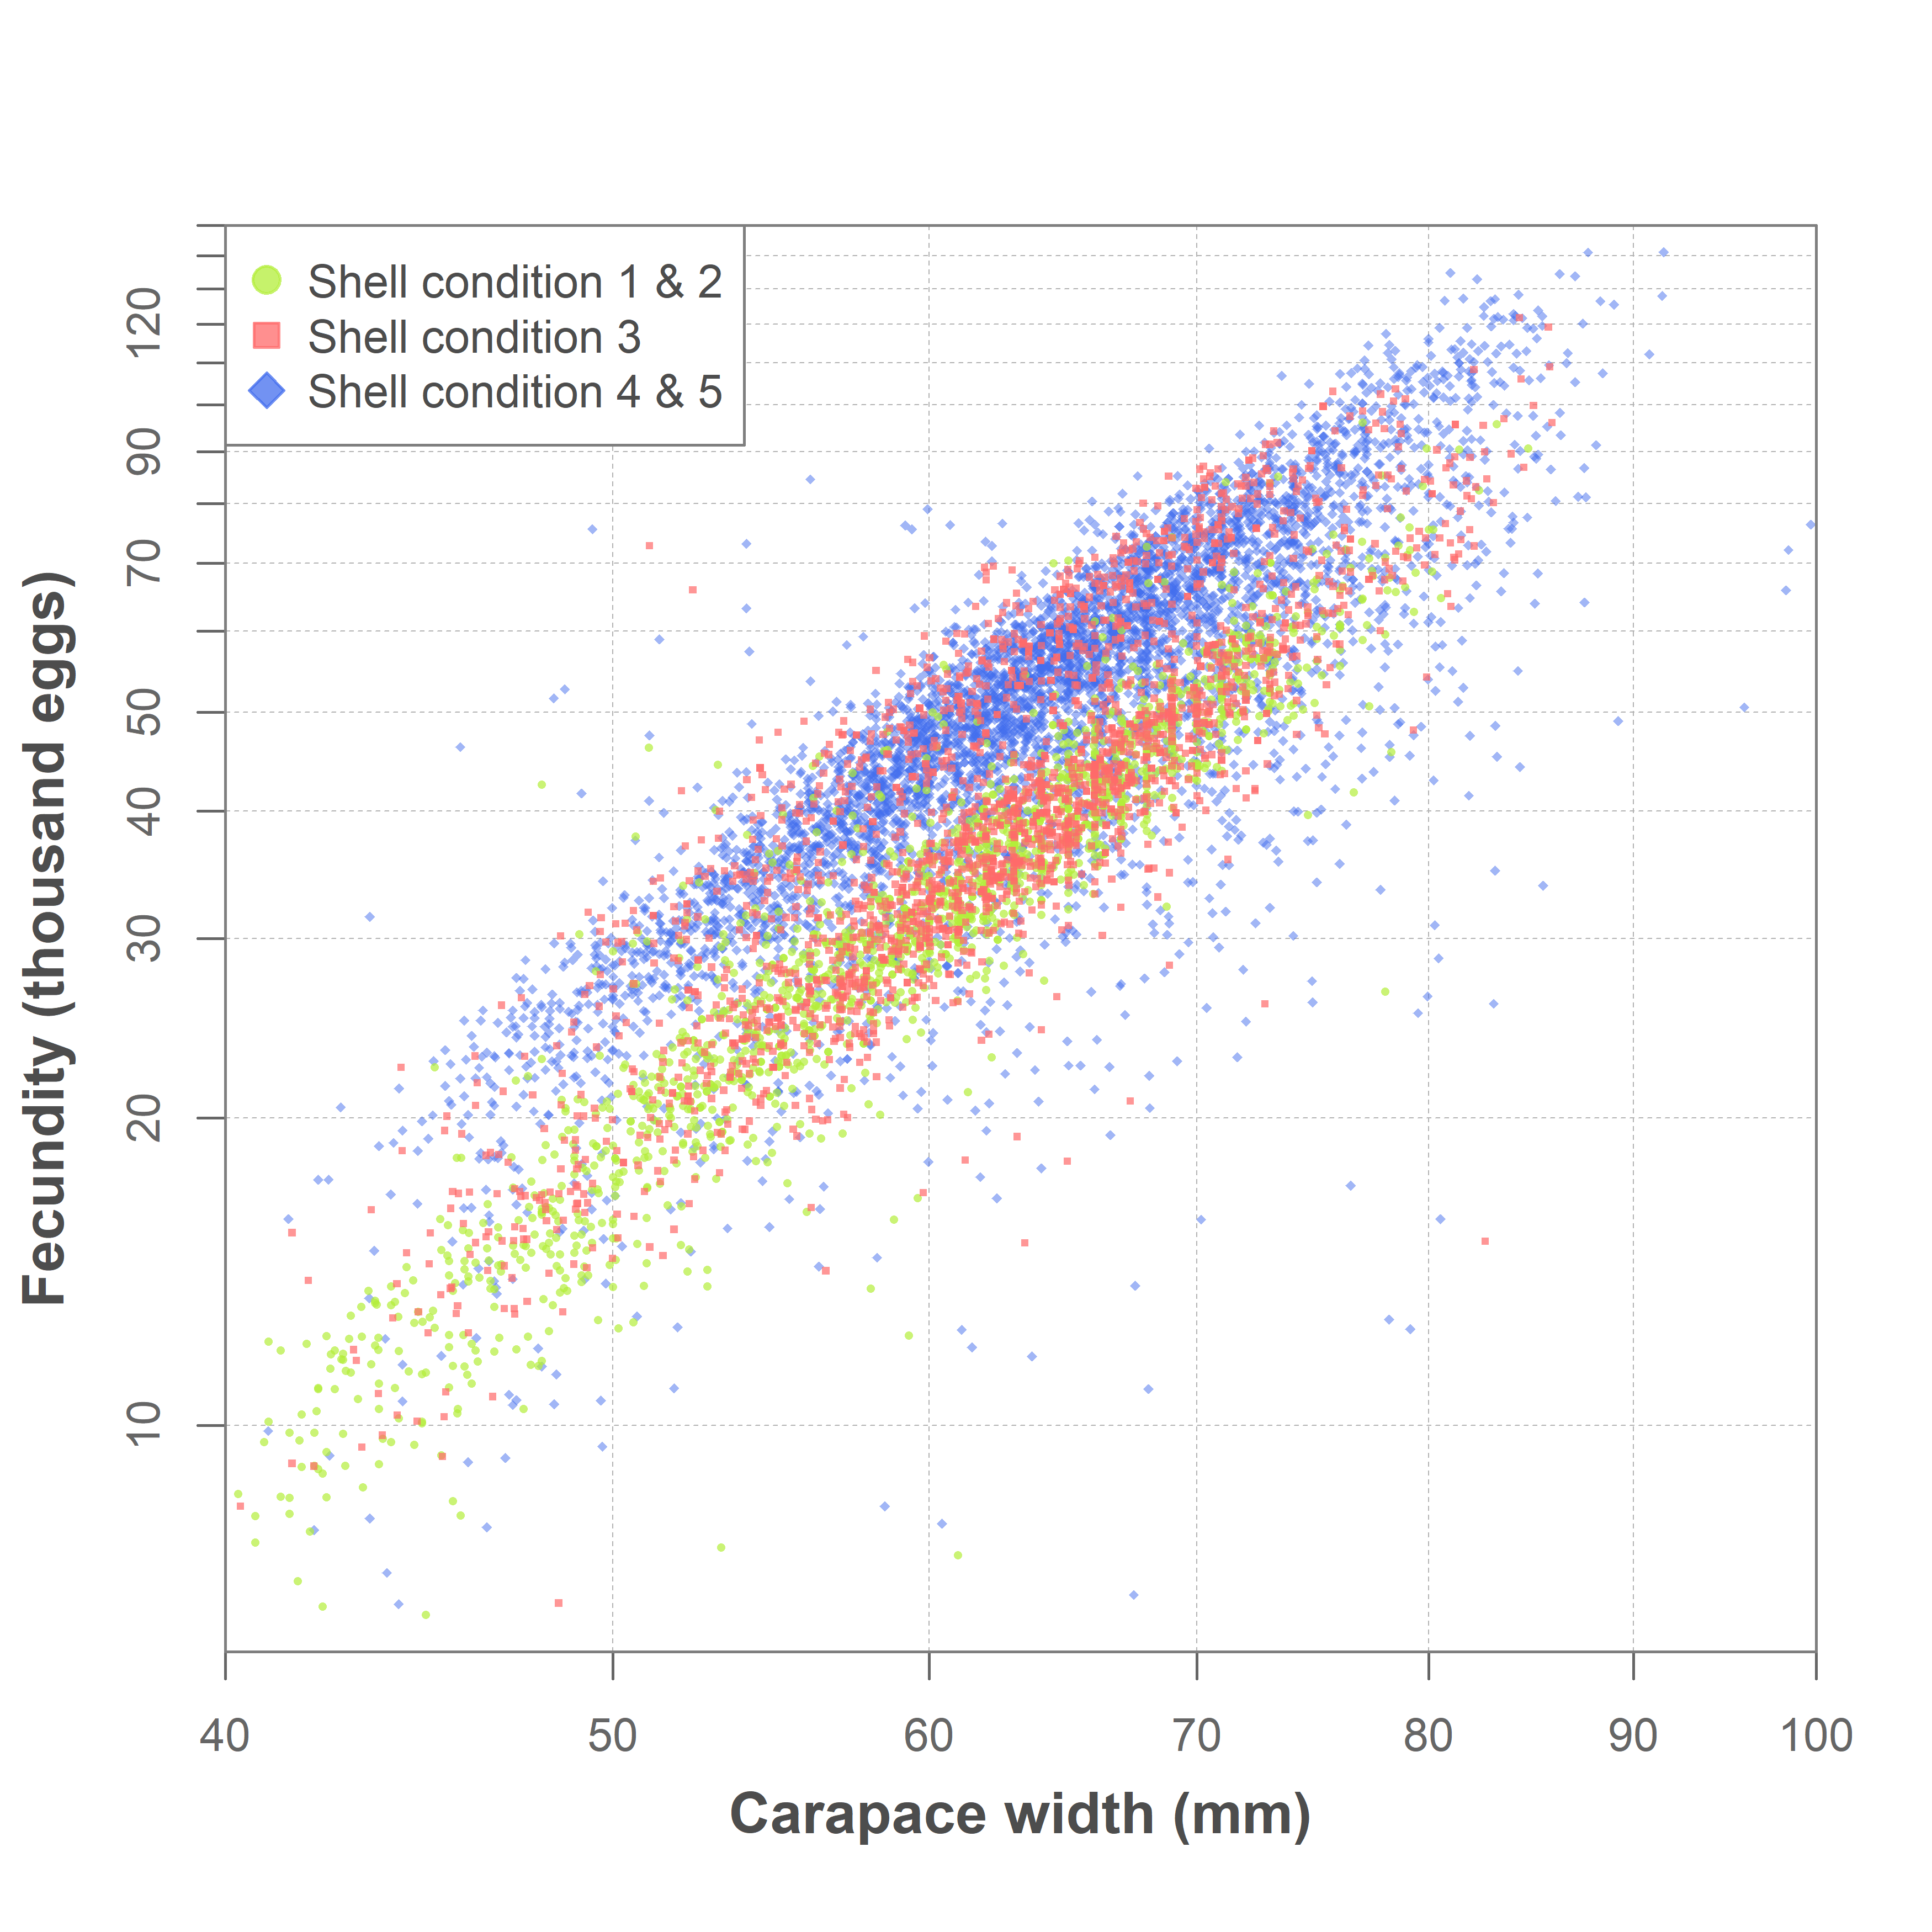 Shell condition 1 & 2
Shell condition 3
Shell condition 4 & 5
Fecundity (thousand eggs)
120
90
70
50
40
30
20
10
40 50 60 70 80 90 100
Carapace width (mm)